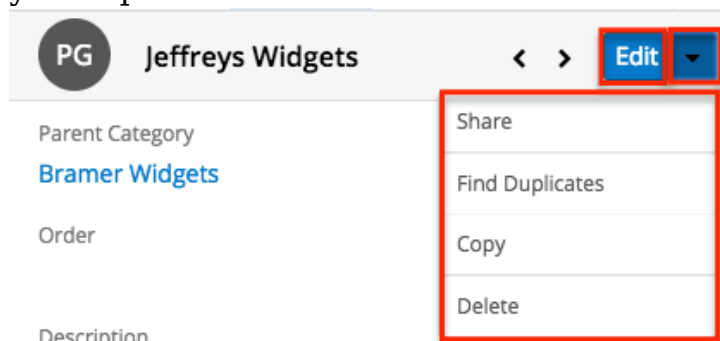 PG Jeffreys Widgets Edit
Parent Category
Bramer Widgets
Order
Description
Share
Find Duplicates
Copy
Delete